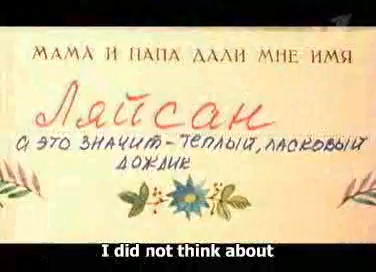 МАМА И ПАПА ДАЛИ МНЕ ИМЯ
Ляйсан
а это значит - теплый, ласковый
дождик
I did not think about